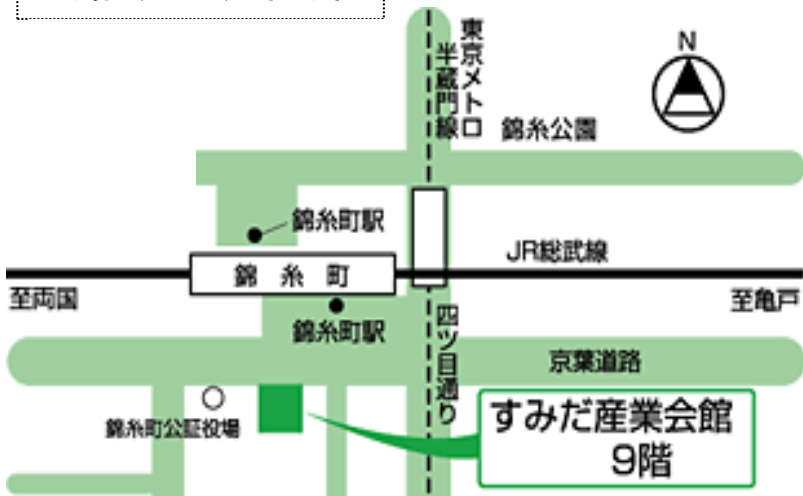 東京メトロ
半蔵門線
N
錦糸公園
錦糸町駅
JR総武線
錦糸町
至両国
至亀戸
錦糸町駅
四ツ目通り
京葉道路
錦糸町公証役場
すみだ産業会館
9階